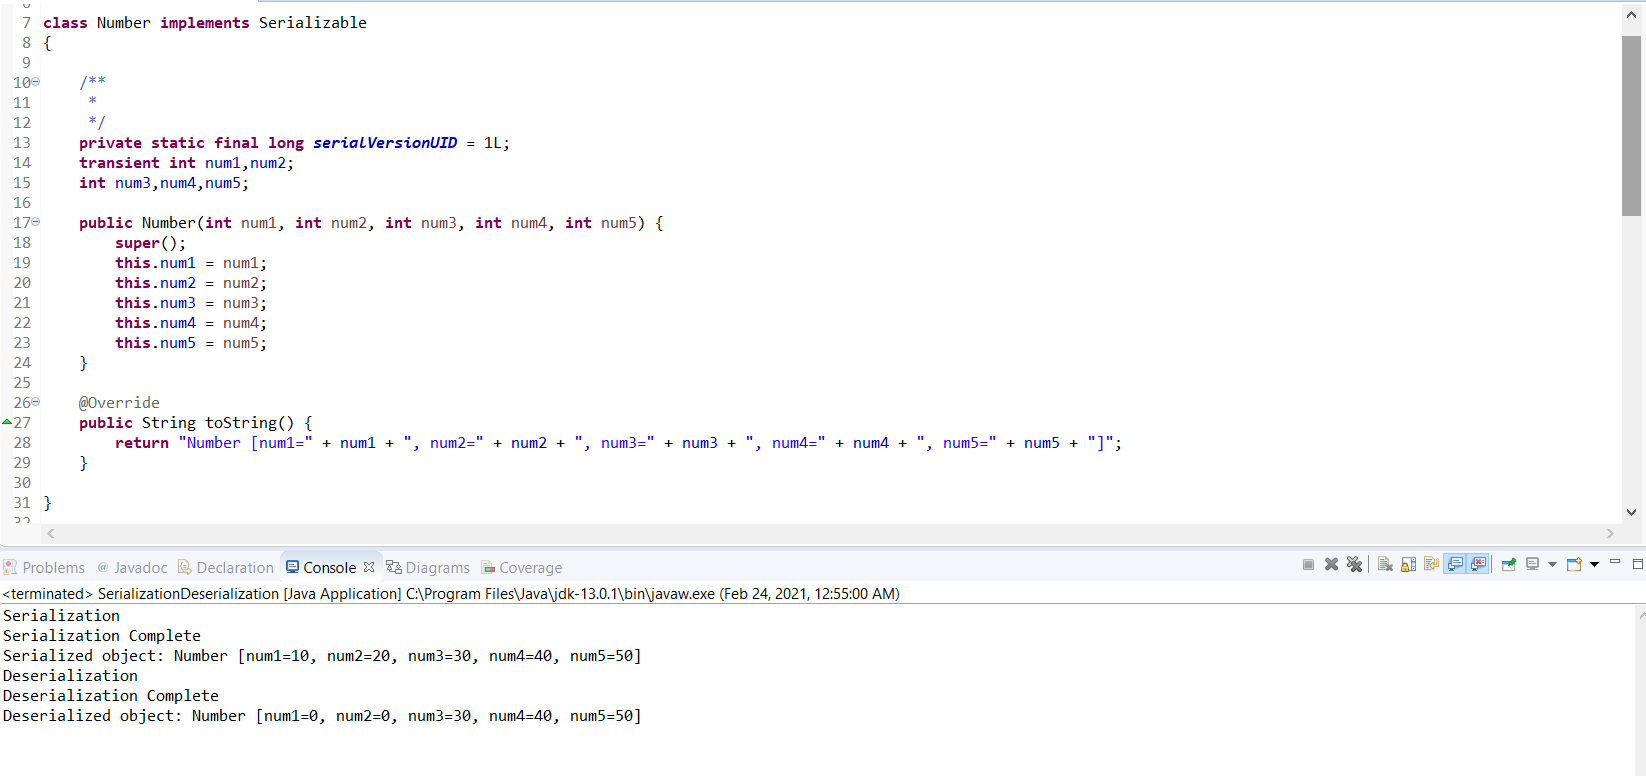 7 class Number implements Serializable
8 {
9
10 /**
11 *
12 */
13 private static final long serialVersionUID = 1L;
14 transient int num1,num2;
15 int num3,num4,num5;
16
17 public Number(int num1, int num2, int num3, int num4, int num5) {
18 super();
19 this.num1 = num1;
20 this.num2 = num2;
21 this.num3 = num3;
22 this.num4 = num4;
23 this.num5 = num5;
24 }
25
26 @Override
27 public String toString() {
28 return "Number [num1=" + num1 + ", num2=" + num2 + ", num3=" + num3 + ", num4=" + num4 + ", num5=" + num5 + "]";
29 }
30
31 }
32
Problems @ Javadoc Declaration Console Diagrams Coverage
<terminated> SerializationDeserialization [Java Application] C:\Program Files\Java\jdk-13.0.1\bin\javaw.exe (Feb 24, 2021, 12:55:00 AM)
Serialization
Serialization Complete
Serialized object: Number [num1=10, num2=20, num3=30, num4=40, num5=50]
Deserialization
Deserialization Complete
Deserialized object: Number [num1=0, num2=0, num3=30, num4=40, num5=50]